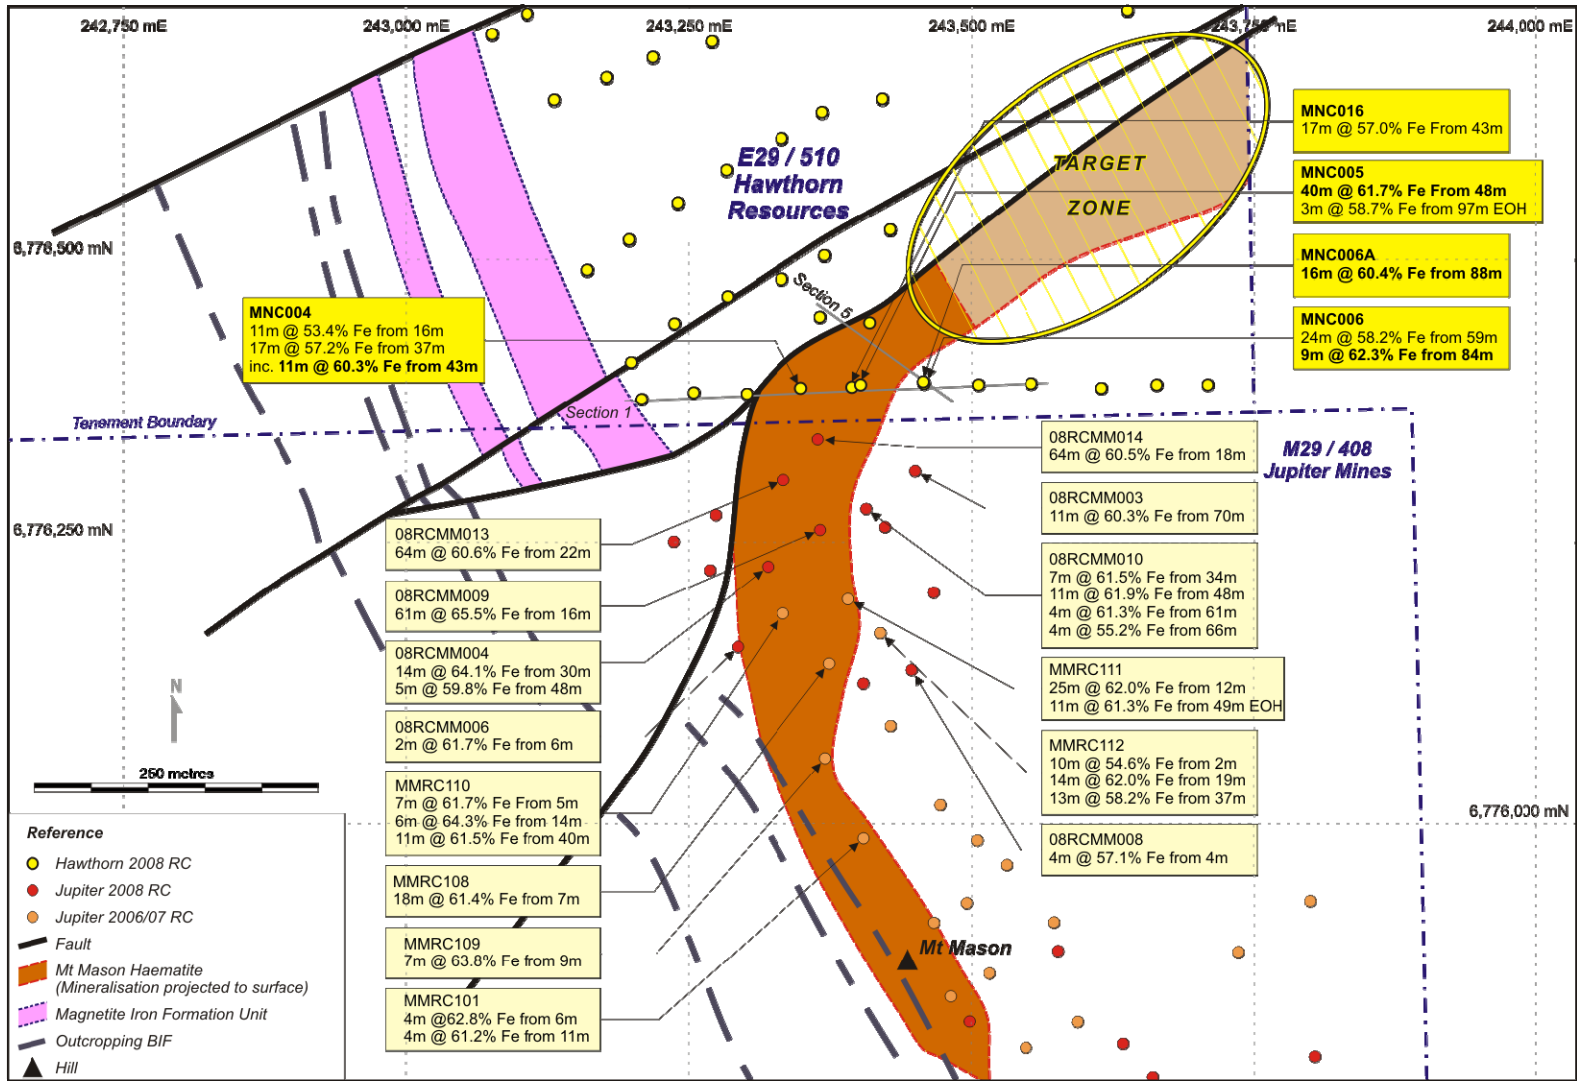 242,750 mE
243,000 mE
243,250 mE
243,500 mE
243,750 mE
244,000 mE
E29 / 510
Hawthorn
Resources
TARGET
ZONE
MNC016
17m @ 57.0% Fe From 43m
MNC005
40m @ 61.7% Fe From 48m
3m @ 58.7% Fe from 97m EOH
MNC006A
16m @ 60.4% Fe from 88m
MNC006
24m @ 58.2% Fe from 59m
9m @ 62.3% Fe from 84m
6,776,500 mN
MNC004
11m @ 53.4% Fe from 16m
17m @ 57.2% Fe from 37m
inc. 11m @ 60.3% Fe from 43m
Section 5
Section 1
Tenement Boundary
M29 / 408
Jupiter Mines
6,776,250 mN
08RCMM013
64m @ 60.6% Fe from 22m
08RCMM009
61m @ 65.5% Fe from 16m
08RCMM004
14m @ 64.1% Fe from 30m
5m @ 59.8% Fe from 48m
08RCMM006
2m @ 61.7% Fe from 6m
MMRC110
7m @ 61.7% Fe From 5m
6m @ 64.3% Fe from 14m
11m @ 61.5% Fe from 40m
MMRC108
18m @ 61.4% Fe from 7m
MMRC109
7m @ 63.8% Fe from 9m
MMRC101
4m @62.8% Fe from 6m
4m @ 61.2% Fe from 11m
08RCMM014
64m @ 60.5% Fe from 18m
08RCMM003
11m @ 60.3% Fe from 70m
08RCMM010
7m @ 61.5% Fe from 34m
11m @ 61.9% Fe from 48m
4m @ 61.3% Fe from 61m
4m @ 55.2% Fe from 66m
MMRC111
25m @ 62.0% Fe from 12m
11m @ 61.3% Fe from 49m EOH
MMRC112
10m @ 54.6% Fe from 2m
14m @ 62.0% Fe from 19m
13m @ 58.2% Fe from 37m
08RCMM008
4m @ 57.1% Fe from 4m
6,776,000 mN
Mt Mason
N
250 metres
Reference
Hawthorn 2008 RC
Jupiter 2008 RC
Jupiter 2006/07 RC
Fault
Mt Mason Haematite
(Mineralisation projected to surface)
Magnetite Iron Formation Unit
Outcropping BIF
Hill